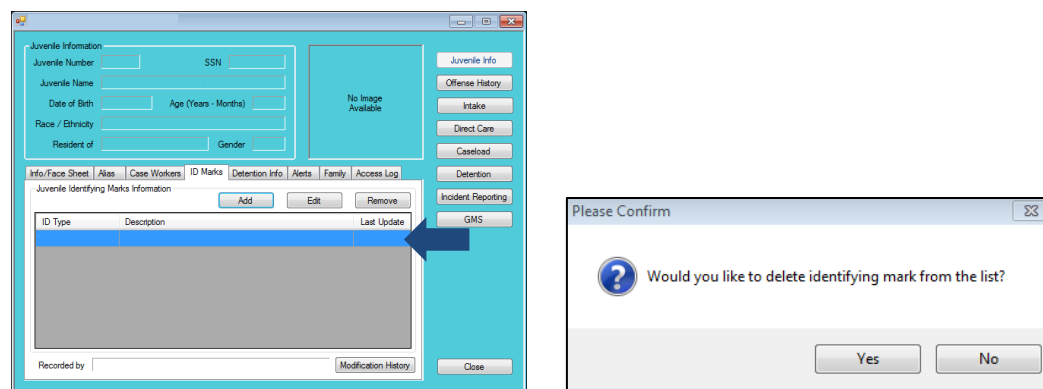 Juvenile Information
Juvenile Number SSN
Juvenile Name
Date of Birth Age (Years - Months)
Race / Ethnicity
Resident of Gender
No Image
Available
Juvenile Info
Offense History
Intake
Direct Care
Caseload
Detention
Incident Reporting
GMS
Info/Face Sheet Alias Case Workers ID Marks Detention Info Alerts Family Access Log
Juvenile Identifying Marks Information
Add Edit Remove
ID Type Description Last Update
Recorded by Modification History Close
Please Confirm
Would you like to delete identifying mark from the list?
Yes No